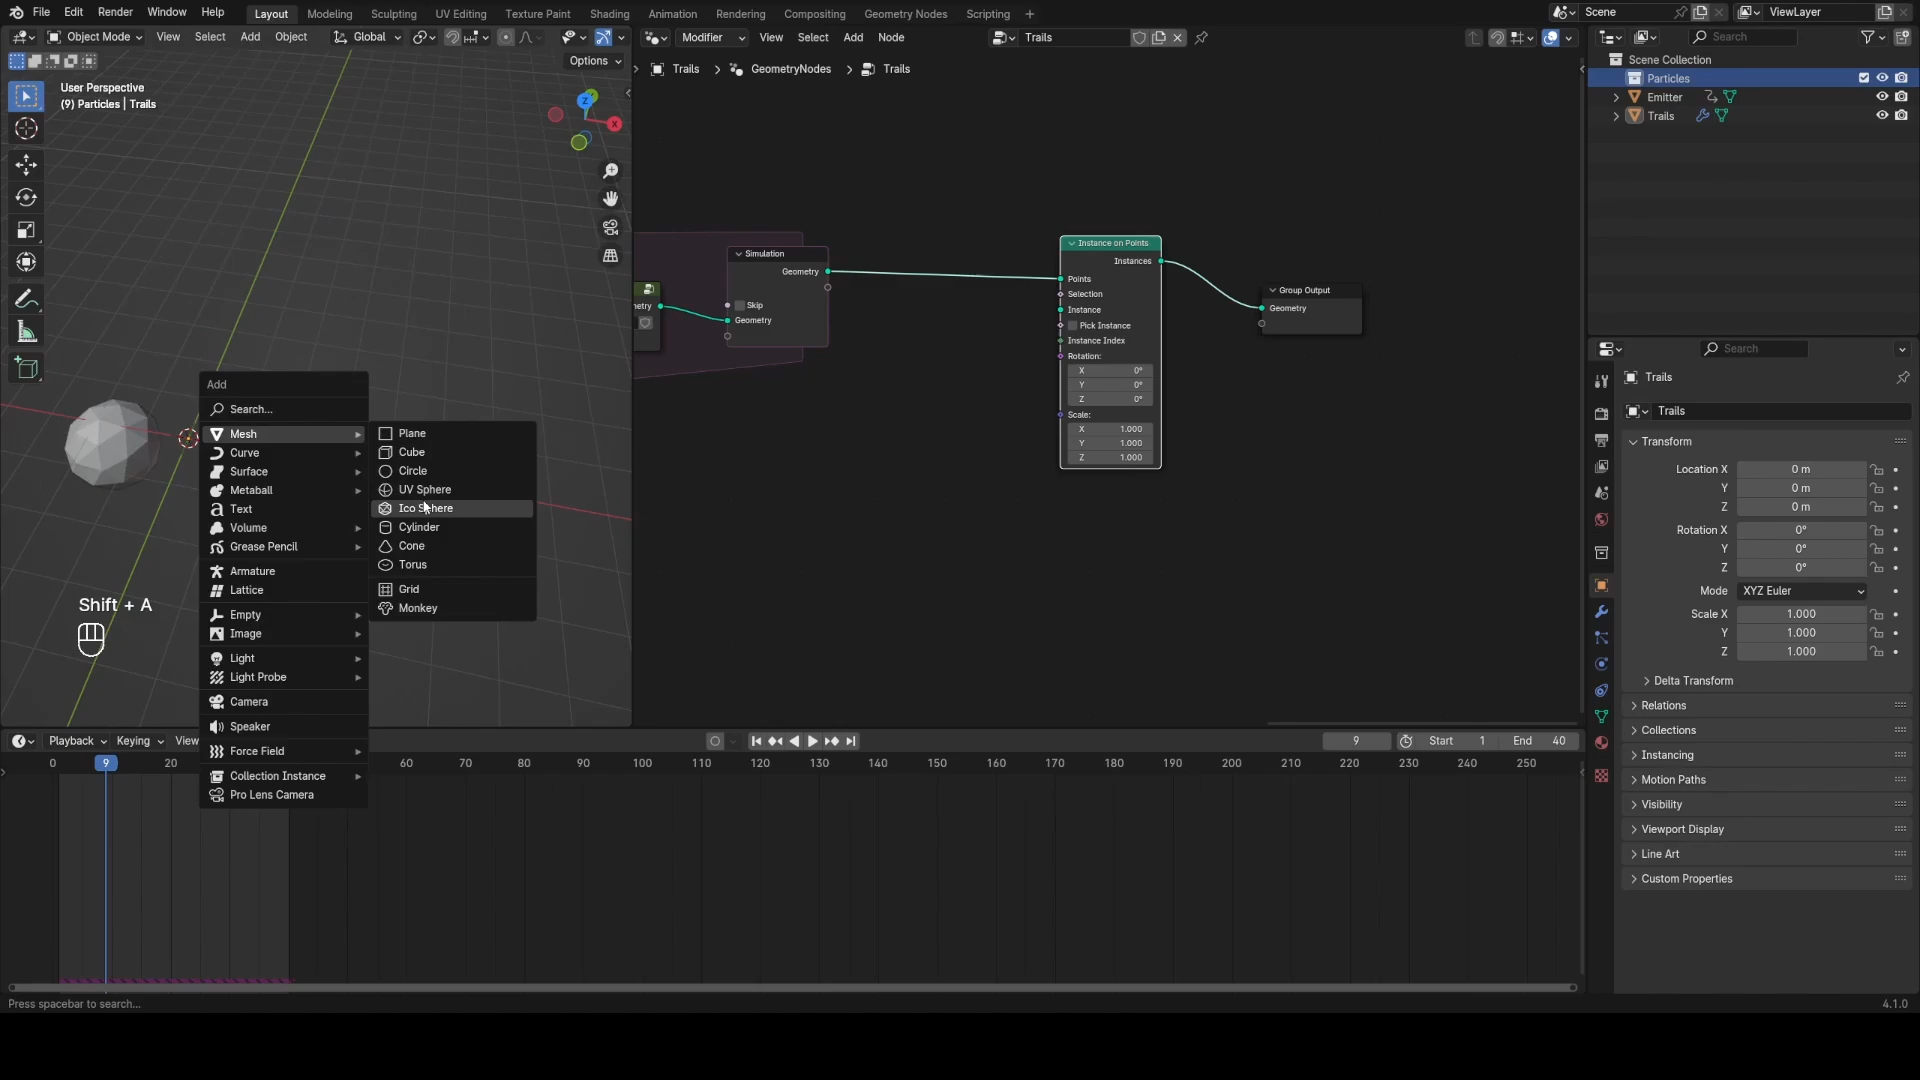 File Edit Render Window Help Layout Modeling Sculpting UV Editing Texture Paint Shading Animation Rendering Compositing Geometry Nodes Scripting + Scene ViewLayer
Object Mode View Select Add Object Global Modifier View Select Add Node Trails Search
Options
Trails > GeometryNodes > Trails
User Perspective
(9) Particles | Trails
Z
X
Scene Collection
Particles
Emitter
Trails
Simulation
Geometry
Skip
Geometry
etry
Instance on Points
Instances
Points
Selection
Instance
Pick Instance
Instance Index
Rotation:
X 0°
Y 0°
Z 0°
Scale:
X 1.000
Y 1.000
Z 1.000
Group Output
Geometry
Add
Search...
Mesh
Curve
Surface
Metaball
Text
Volume
Grease Pencil
Armature
Lattice
Empty
Image
Light
Light Probe
Camera
Speaker
Force Field
Collection Instance
Pro Lens Camera
Plane
Cube
Circle
UV Sphere
Ico Sphere
Cylinder
Cone
Torus
Grid
Monkey
Shift + A
Search
Trails
Trails
Transform
Location X 0 m
Y 0 m
Z 0 m
Rotation X 0°
Y 0°
Z 0°
Mode XYZ Euler
Scale X 1.000
Y 1.000
Z 1.000
Delta Transform
Relations
Collections
Instancing
Motion Paths
Visibility
Viewport Display
Line Art
Custom Properties
Playback Keying View 9 Start 1 End 40
0 9 20 60 70 80 90 100 110 120 130 140 150 160 170 180 190 200 210 220 230 240 250
Press spacebar to search...
4.1.0